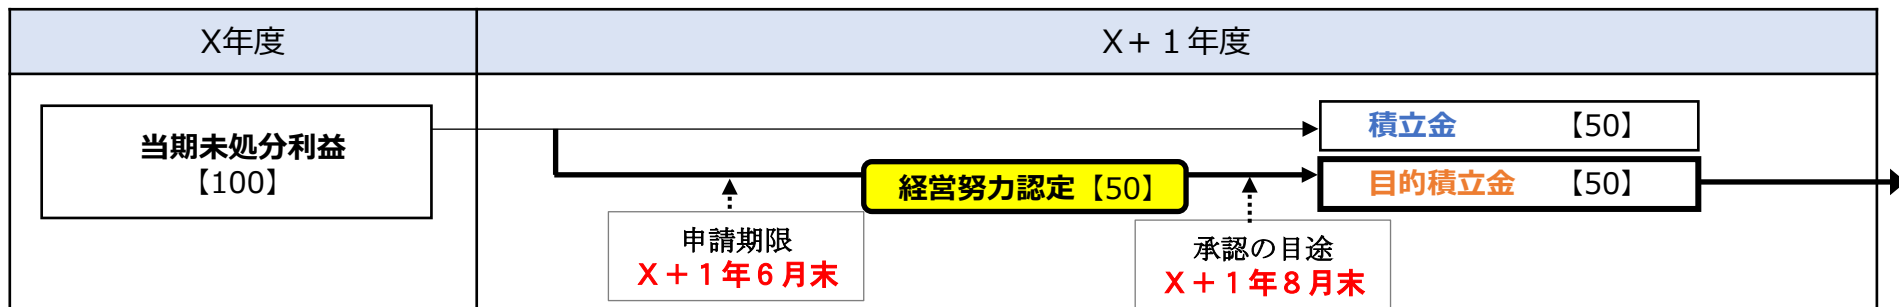 X年度
X＋１年度
当期未処分利益
【100】
積立金　【50】
経営努力認定【50】
目的積立金　【50】
申請期限
X＋１年６月末
承認の目途
X＋１年８月末